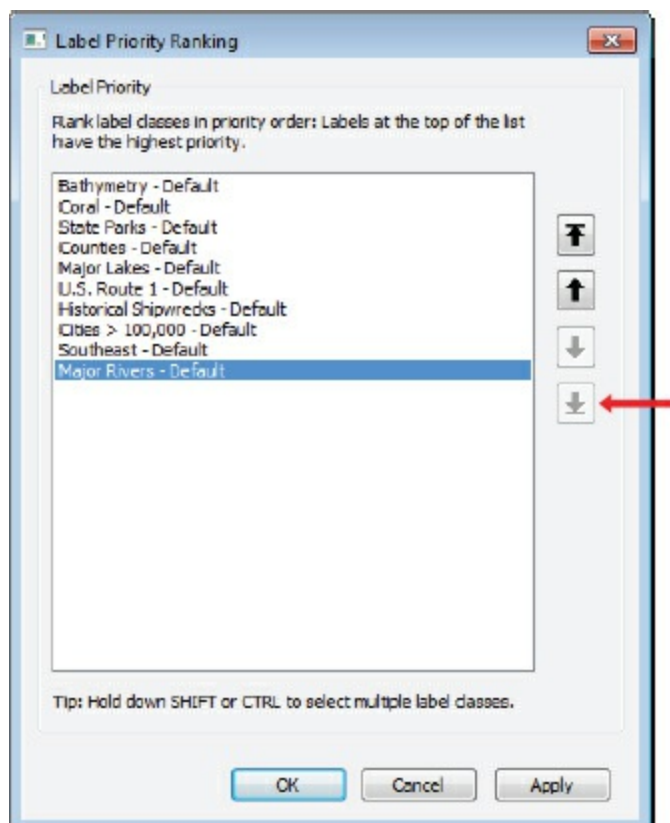 Label Priority Ranking
Label Priority
Rank label classes in priority order: Labels at the top of the list
have the highest priority.
Bathymetry - Default
Coral - Default
State Parks - Default
Counties - Default
Major Lakes - Default
U.S. Route 1 - Default
Historical Shipwrecks - Default
Cities > 100,000 - Default
Southeast - Default
Major Rivers - Default
Tip: Hold down SHIFT or CTRL to select multiple label classes.
OK
Cancel
Apply